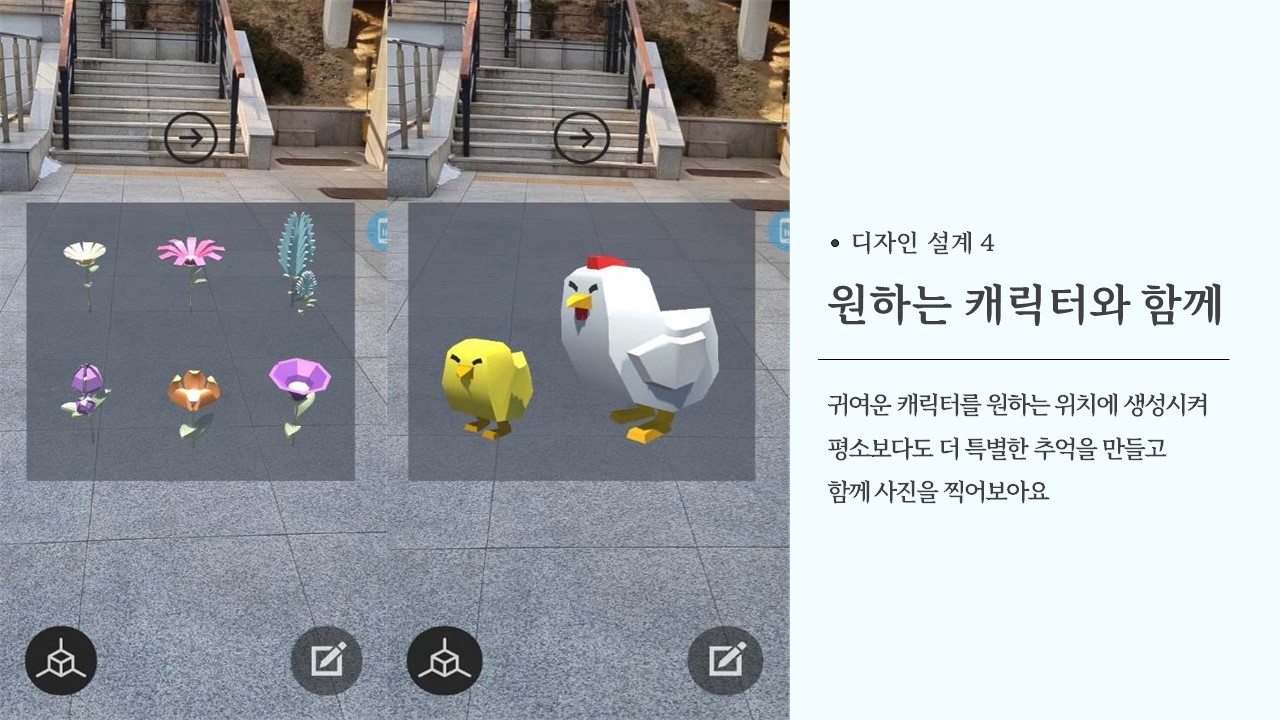 • 디자인 설계 4
원하는 캐릭터와 함께
귀여운 캐릭터를 원하는 위치에 생성시켜
평소보다도 더 특별한 추억을 만들고
함께 사진을 찍어보아요